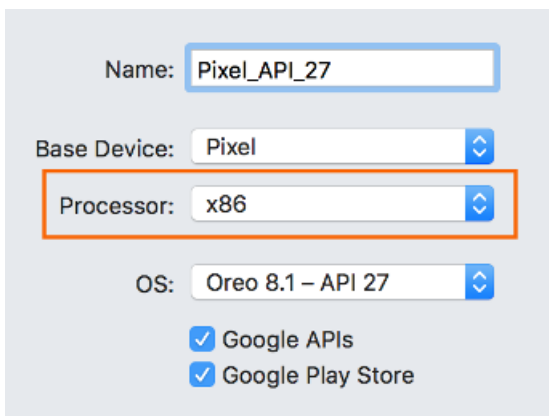 Name: Pixel_API_27
Base Device: Pixel
Processor: x86
OS: Oreo 8.1 – API 27
Google APIs
Google Play Store